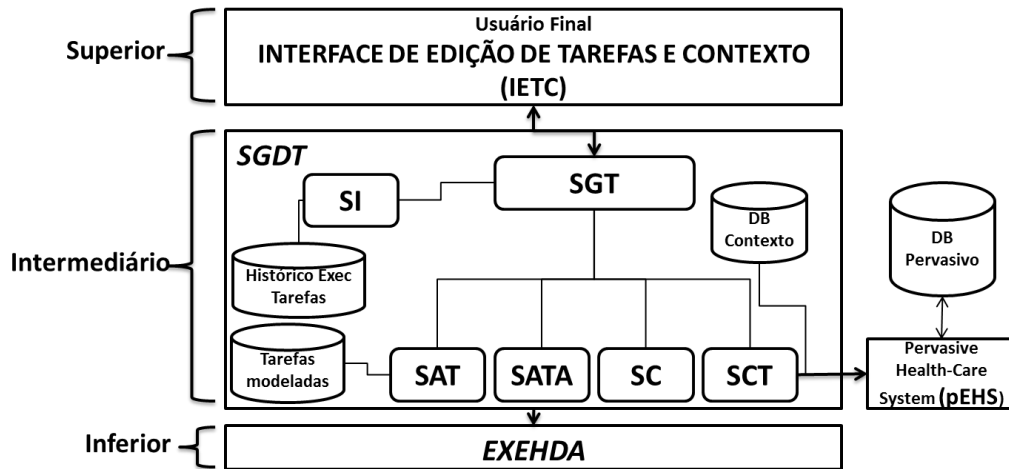 Superior
Usuário Final
INTERFACE DE EDIÇÃO DE TAREFAS E CONTEXTO
(IETC)
Intermediário
SGDT
SGT
SI
DB
Contexto
DB
Pervasivo
Histórico Exec
Tarefas
Tarefas
modeladas
SAT
SATA
SC
SCT
Pervasive
Health-Care
System (pEHS)
Inferior
EXEHDA